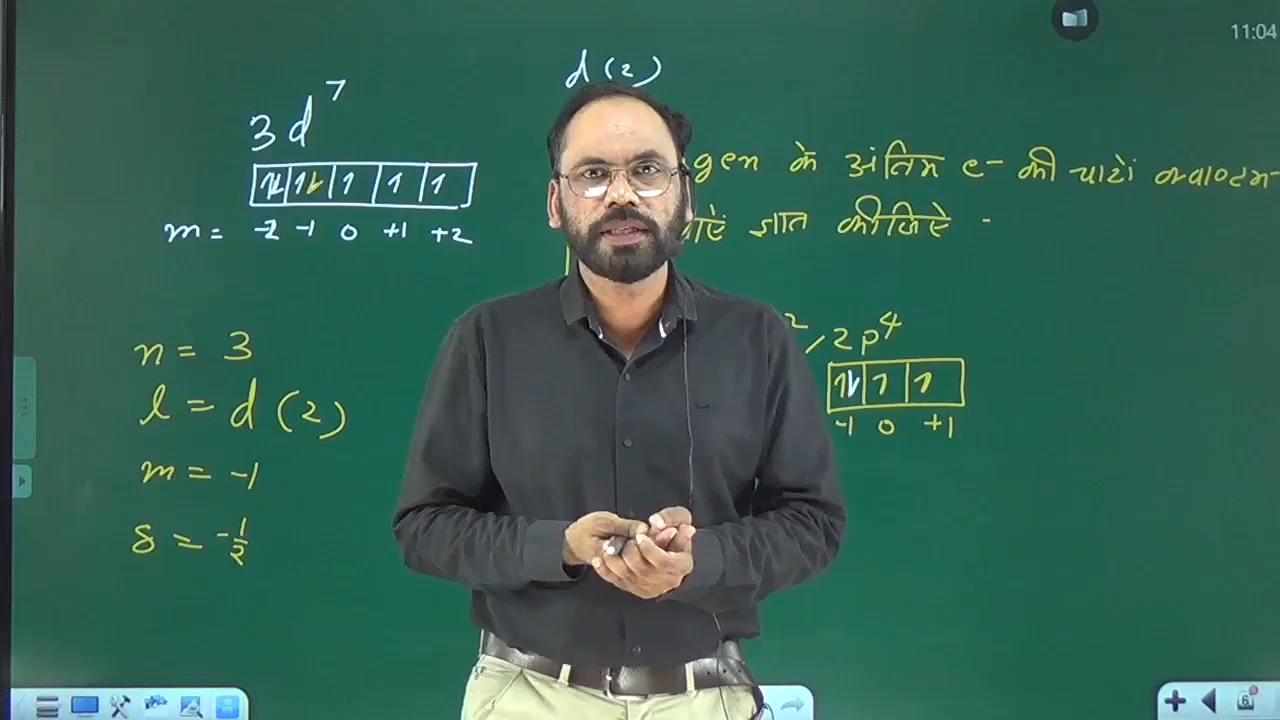 11:04
d (2)
3d⁷
1↓ 1↓ 1 1 1
m = -2 -1 0 +1 +2
gen के अंतिम e- की चारों क्वाण्टम-
एं ज्ञात कीजिऐ -
n = 3
l = d (2)
m = -1
s = -1/2
², 2p⁴
1↓ 1 1
-1 0 +1